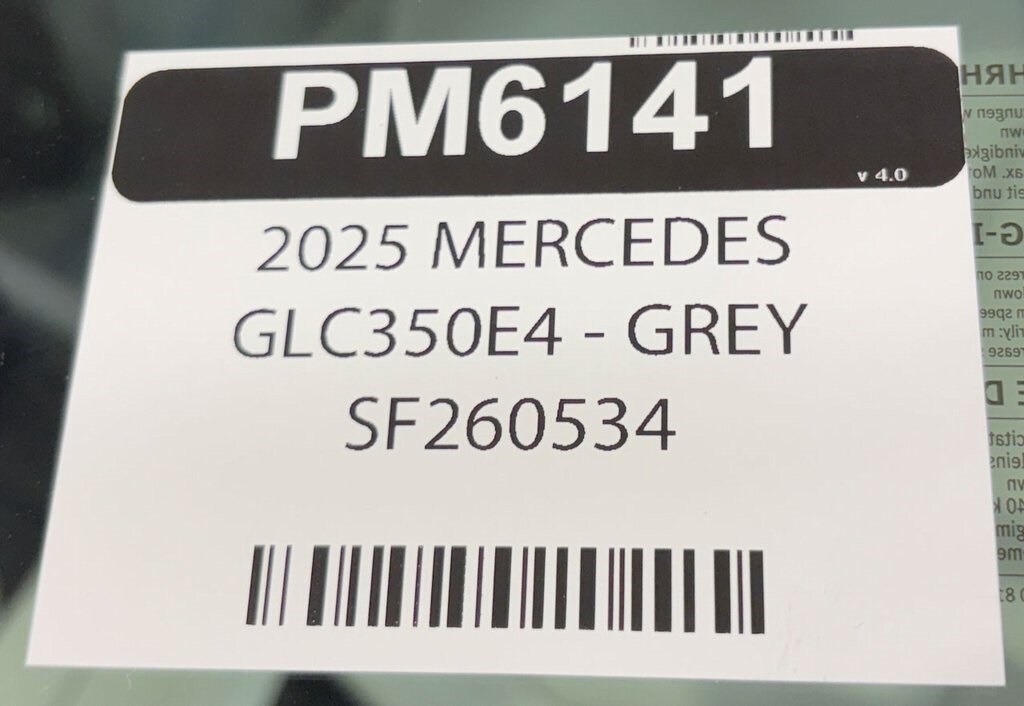 PM6141
v 4.0
2025 MERCEDES
GLC350E4 - GREY
SF260534